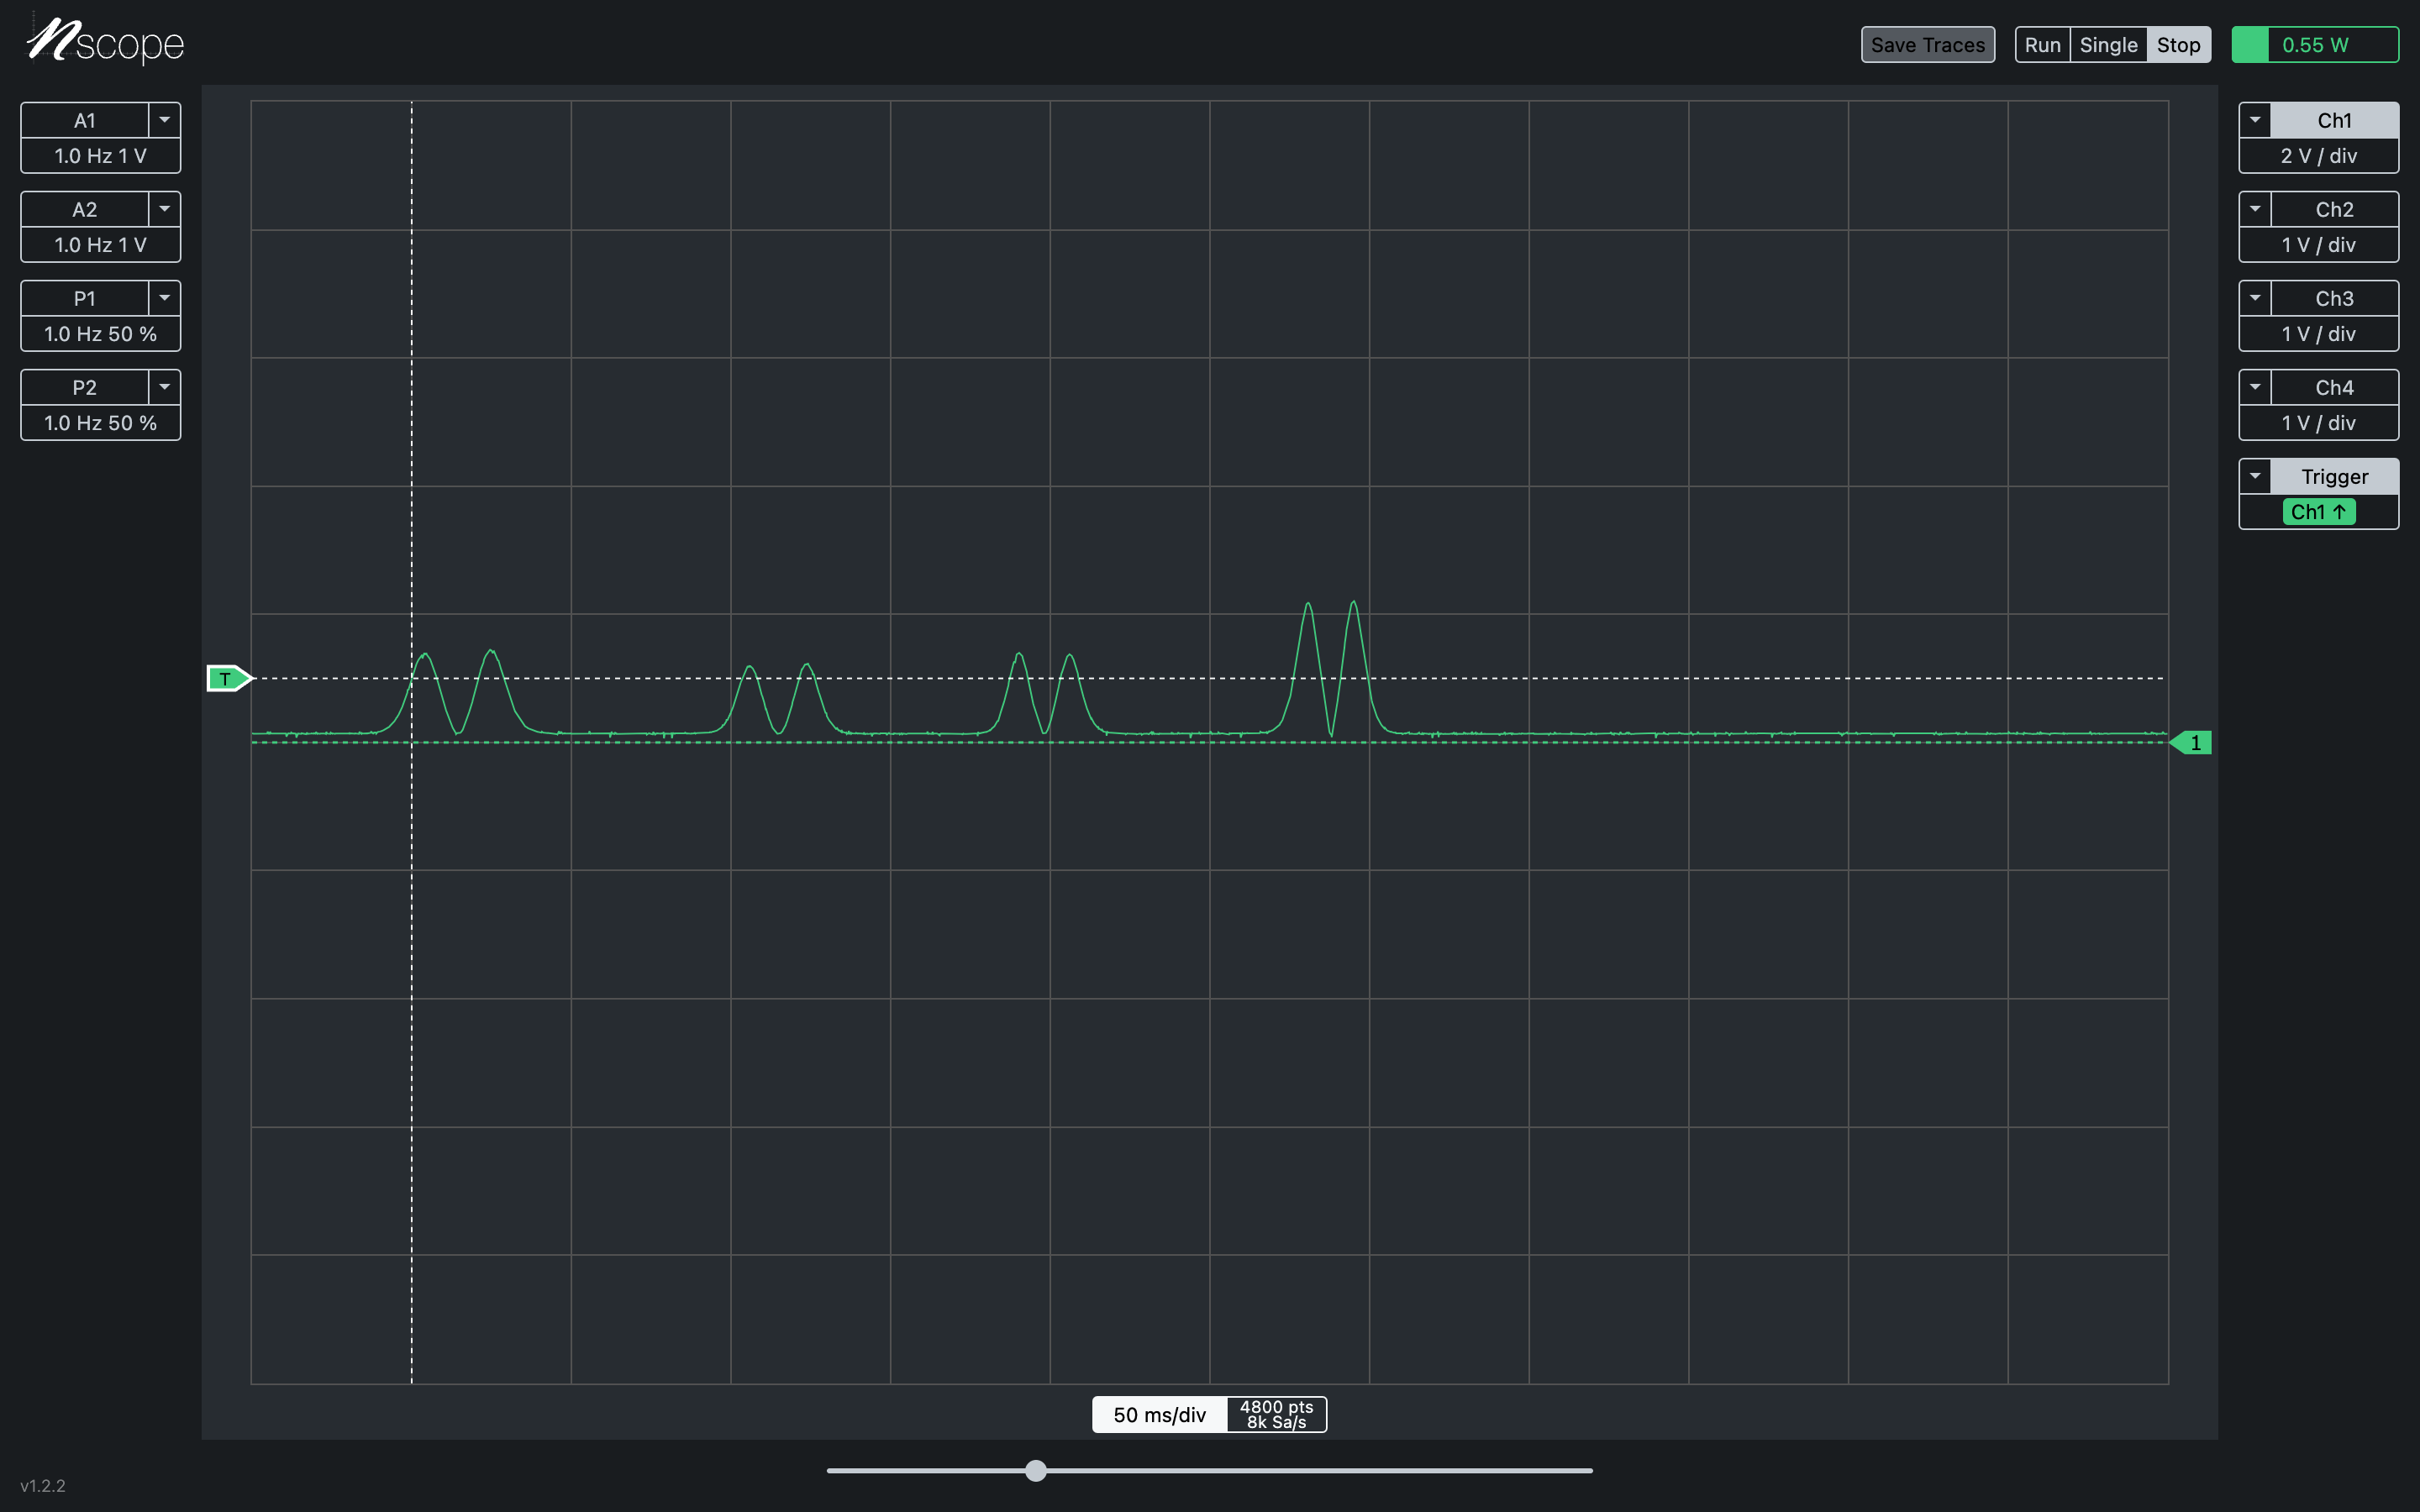 nscope
Save Traces
Run Single Stop
0.55 W
A1
1.0 Hz 1 V
A2
1.0 Hz 1 V
P1
1.0 Hz 50 %
P2
1.0 Hz 50 %
T
1
Ch1
2 V / div
Ch2
1 V / div
Ch3
1 V / div
Ch4
1 V / div
Trigger
Ch1 ↑
50 ms/div
4800 pts
8k Sa/s
v1.2.2